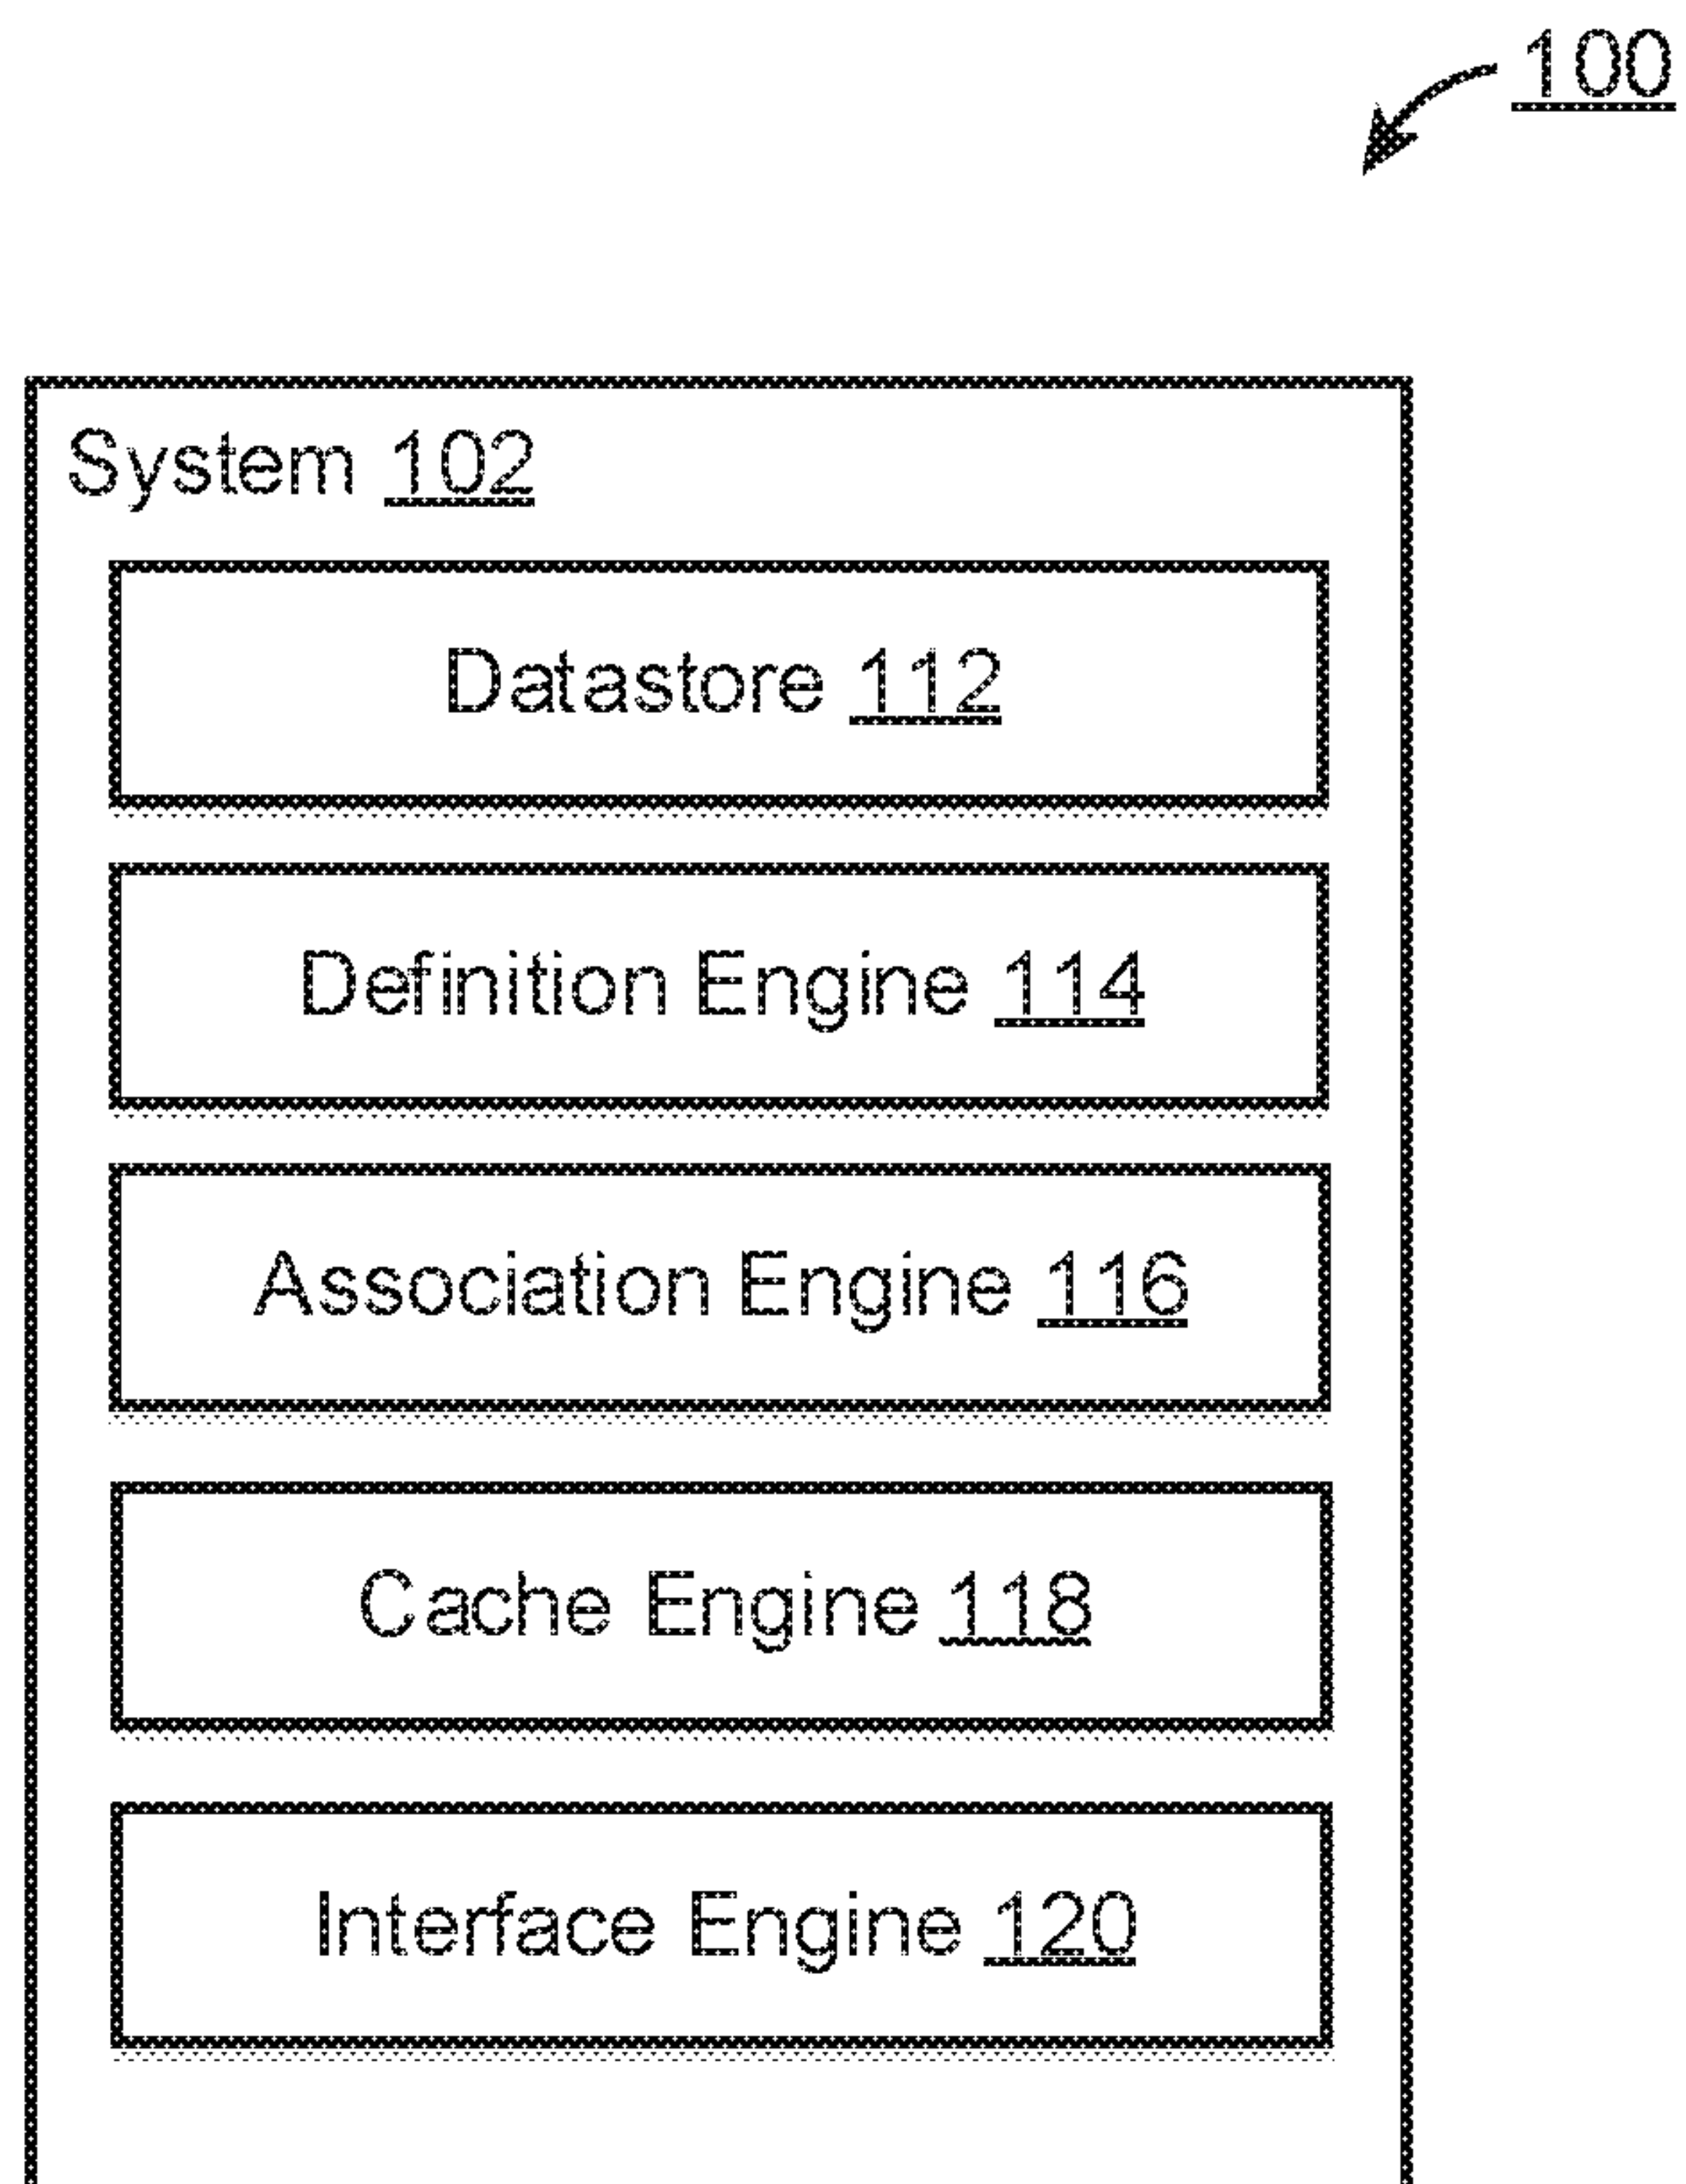 100
System 102
Datastore 112
Definition Engine 114
Association Engine 116
Cache Engine 118
Interface Engine 120